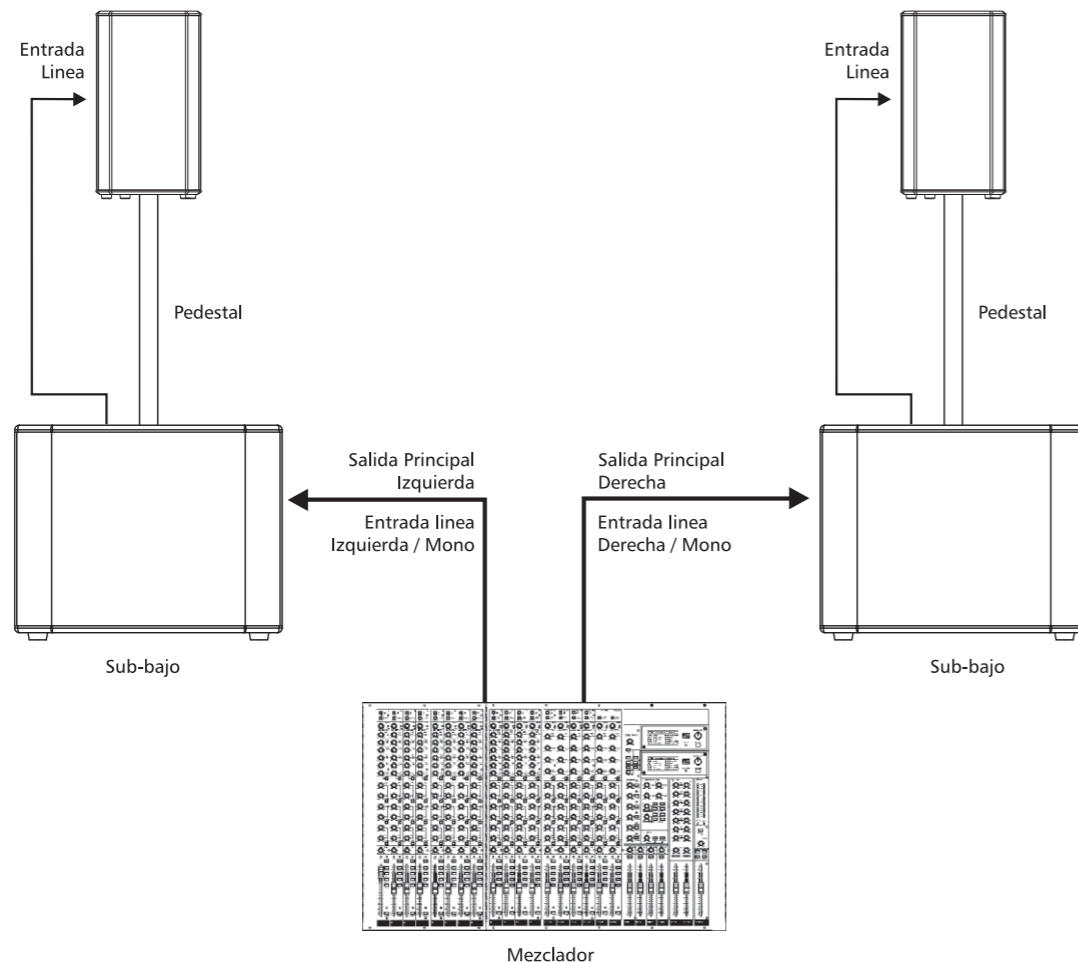 Entrada
Linea
Entrada
Linea
Pedestal
Pedestal
Salida Principal
Izquierda
Entrada linea
Izquierda / Mono
Salida Principal
Derecha
Entrada linea
Derecha / Mono
Sub-bajo
Sub-bajo
Mezclador